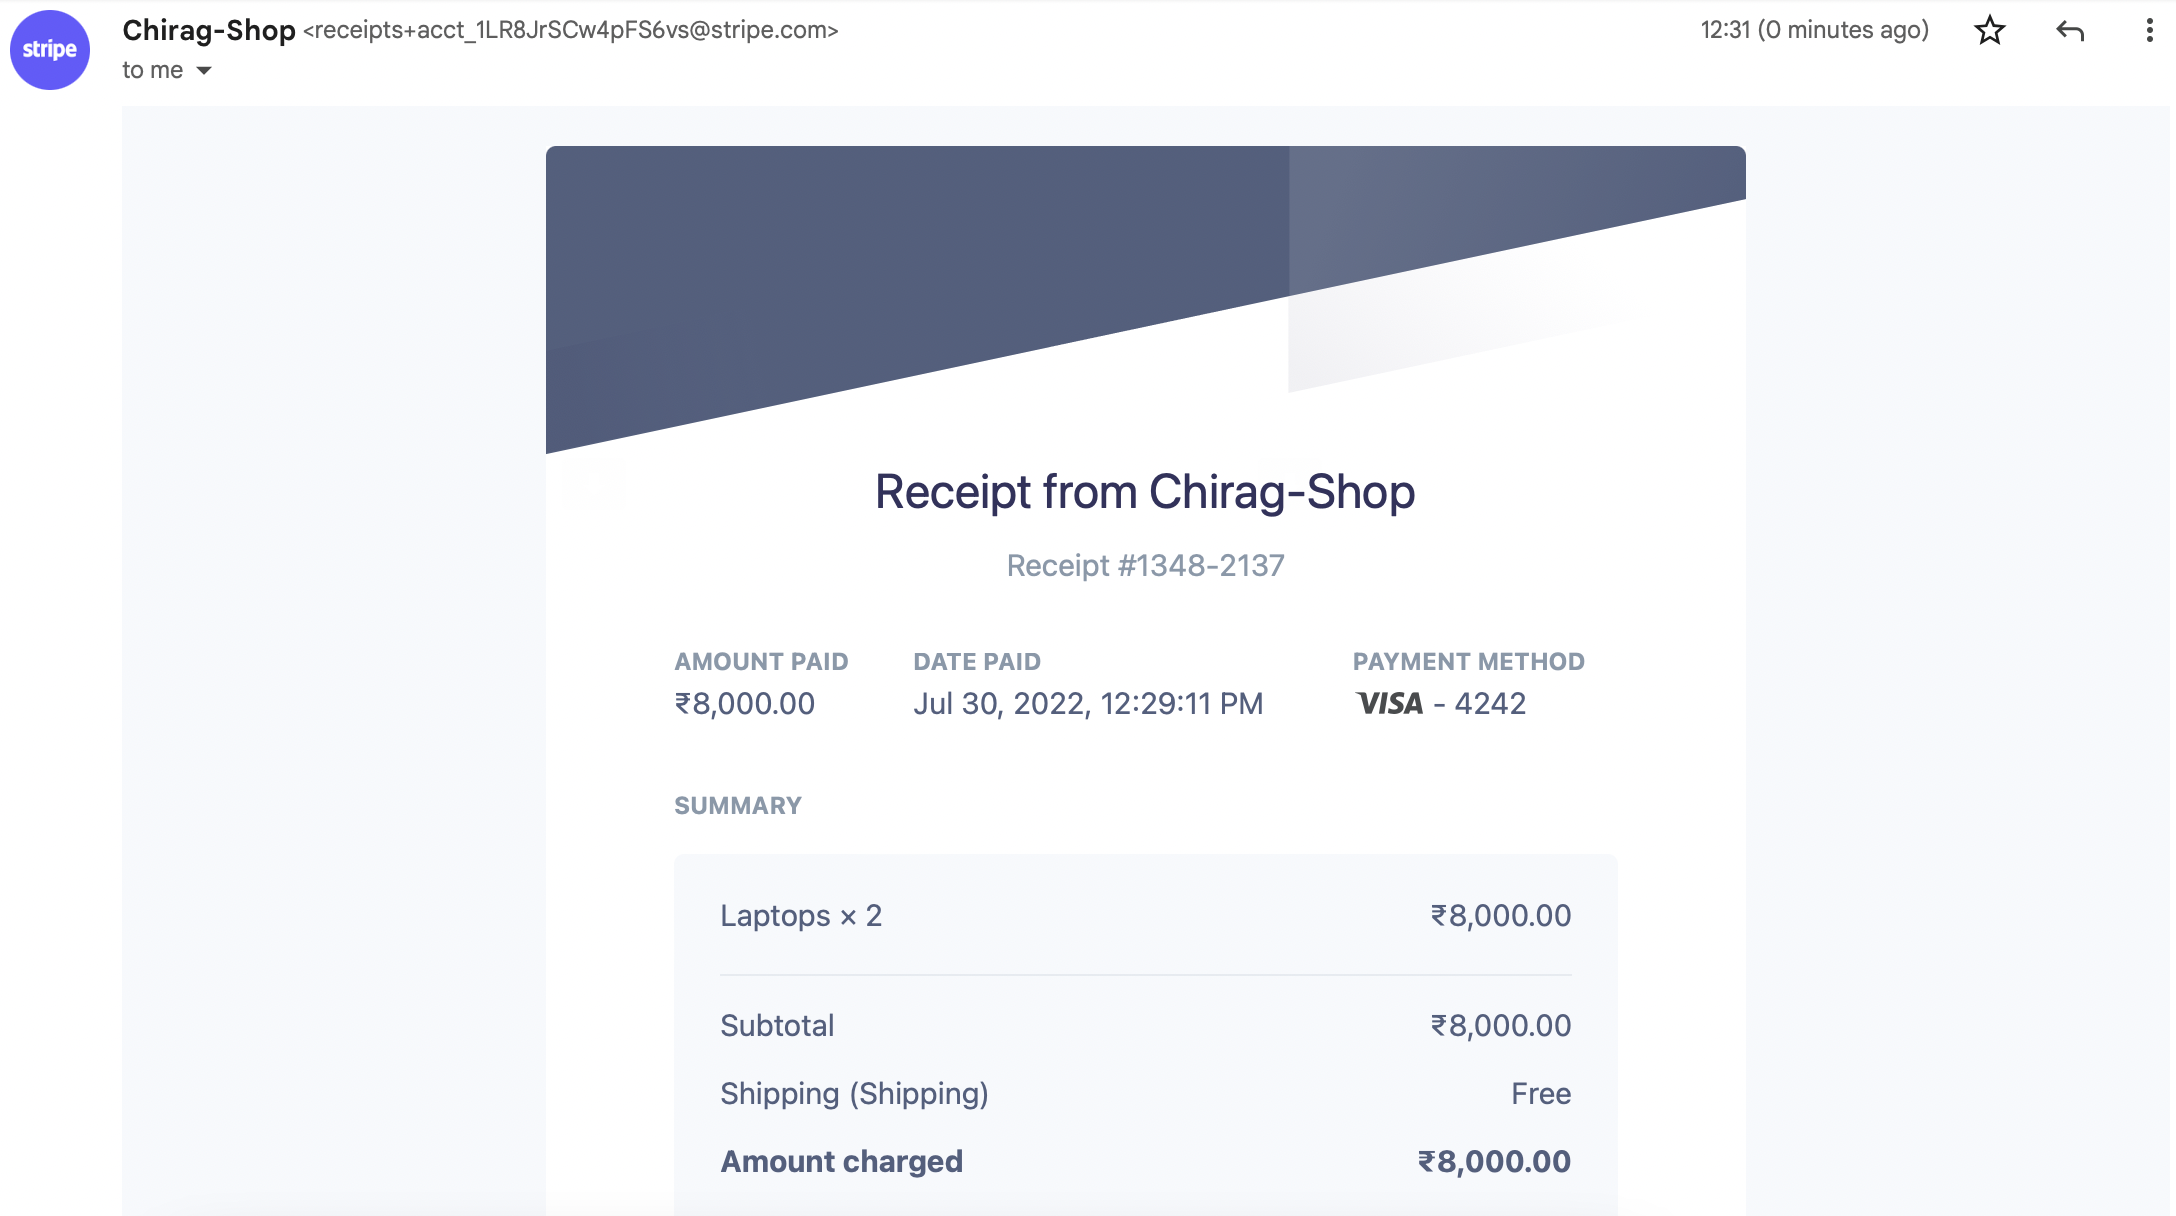 stripe
Chirag-Shop <receipts+acct_1LR8JrSCw4pFS6vs@stripe.com>
12:31 (0 minutes ago)
to me
Receipt from Chirag-Shop
Receipt #1348-2137
AMOUNT PAID DATE PAID PAYMENT METHOD
₹8,000.00 Jul 30, 2022, 12:29:11 PM VISA - 4242
SUMMARY
Laptops × 2 ₹8,000.00
Subtotal ₹8,000.00
Shipping (Shipping) Free
Amount charged ₹8,000.00